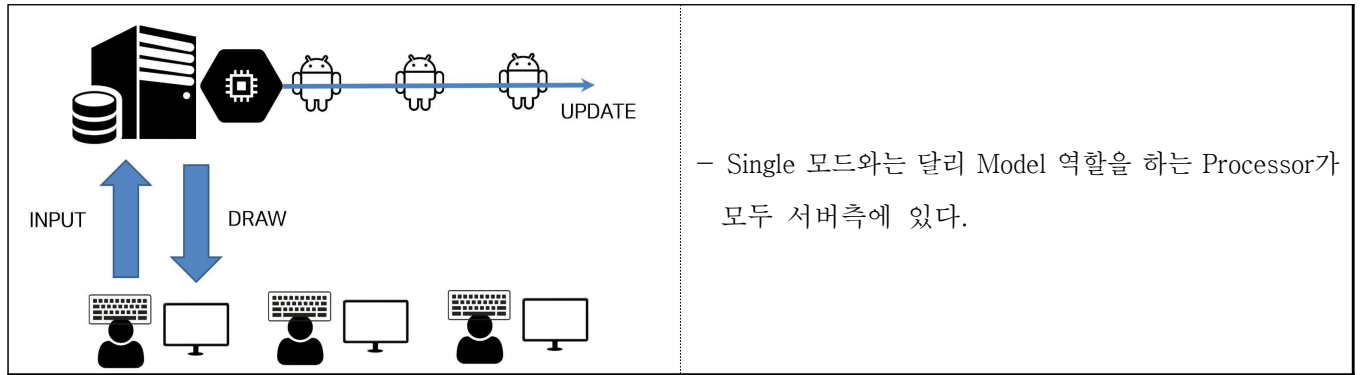 UPDATE
INPUT
DRAW
- Single 모드와는 달리 Model 역할을 하는 Processor가
모두 서버측에 있다.